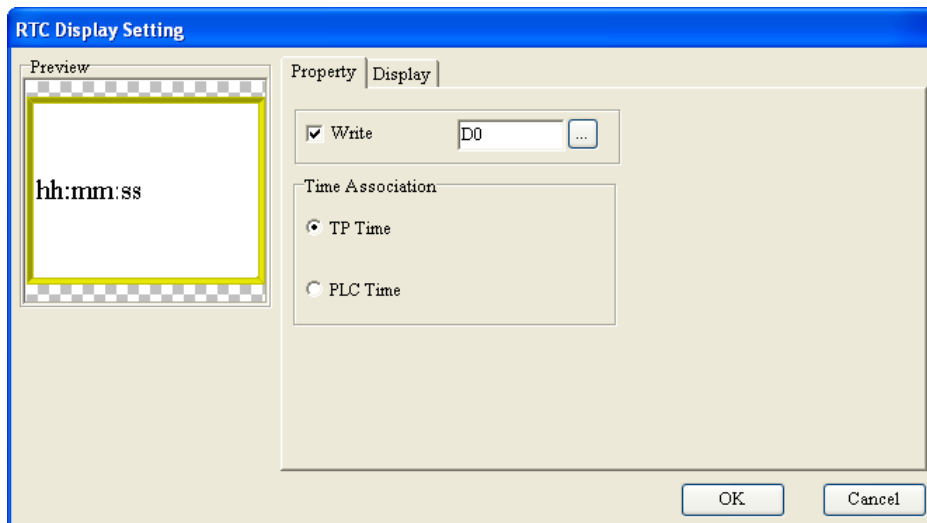 RTC Display Setting
Preview
hh:mm:ss
Property Display
Write D0 ...
Time Association
TP Time
PLC Time
OK Cancel